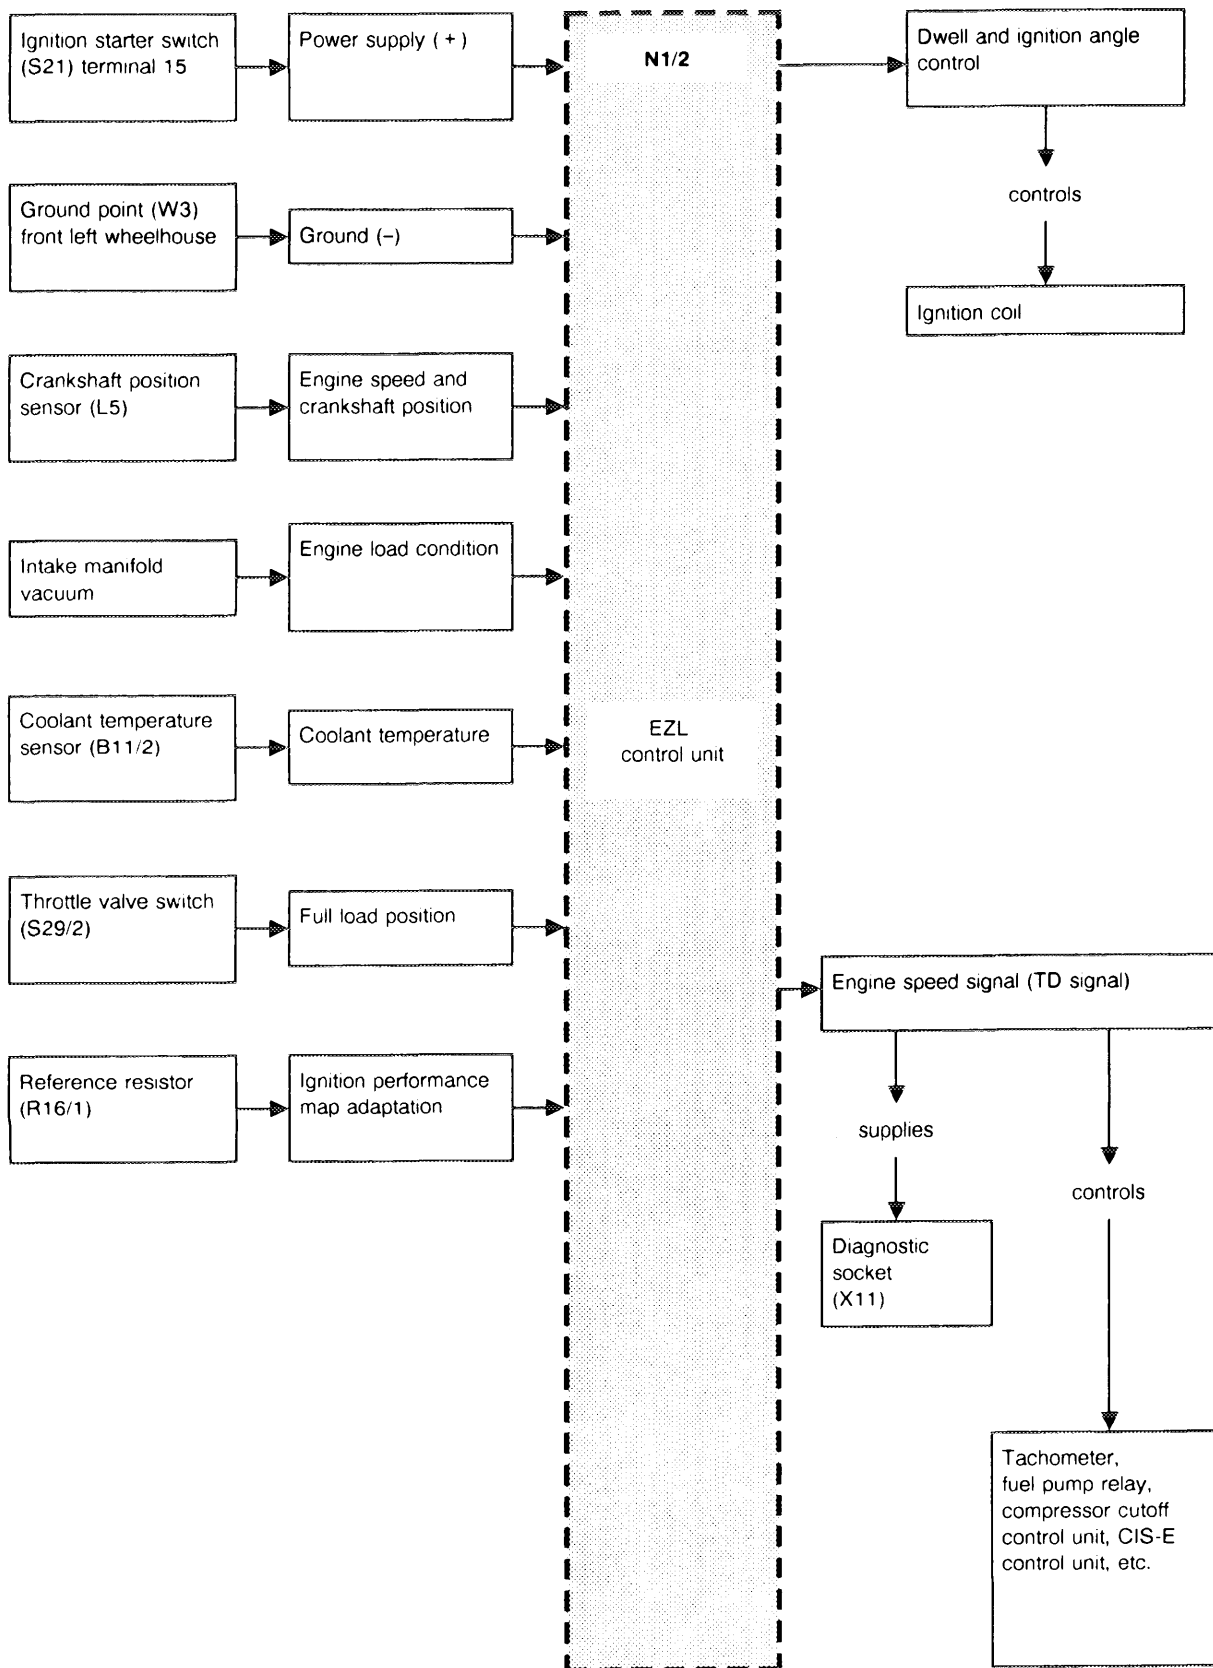 Ignition starter switch
(S21) terminal 15
Power supply (+)
N1/2
Dwell and ignition angle
control
controls
Ignition coil
Ground point (W3)
front left wheelhouse
Ground (–)
Crankshaft position
sensor (L5)
Engine speed and
crankshaft position
Intake manifold
vacuum
Engine load condition
Coolant temperature
sensor (B11/2)
Coolant temperature
EZL
control unit
Throttle valve switch
(S29/2)
Full load position
Engine speed signal (TD signal)
Reference resistor
(R16/1)
Ignition performance
map adaptation
supplies
controls
Diagnostic
socket
(X11)
Tachometer,
fuel pump relay,
compressor cutoff
control unit, CIS-E
control unit, etc.